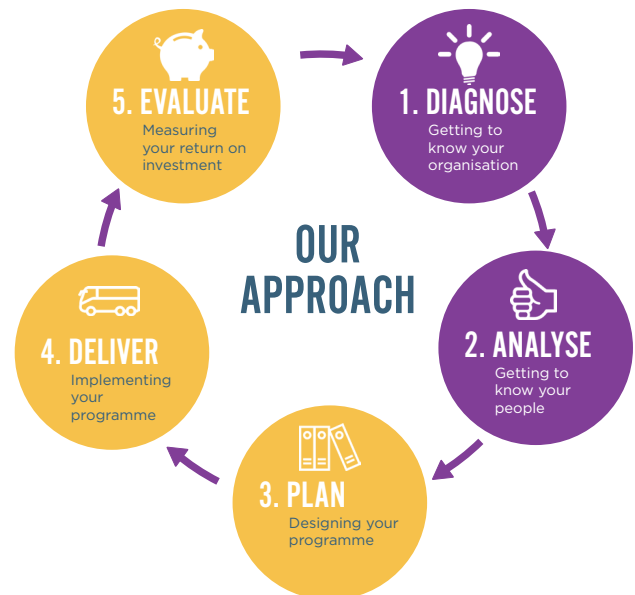 OUR
APPROACH
1. DIAGNOSE
Getting to
know your
organisation
2. ANALYSE
Getting to
know your
people
3. PLAN
Designing your
programme
4. DELIVER
Implementing
your
programme
5. EVALUATE
Measuring
your return on
investment